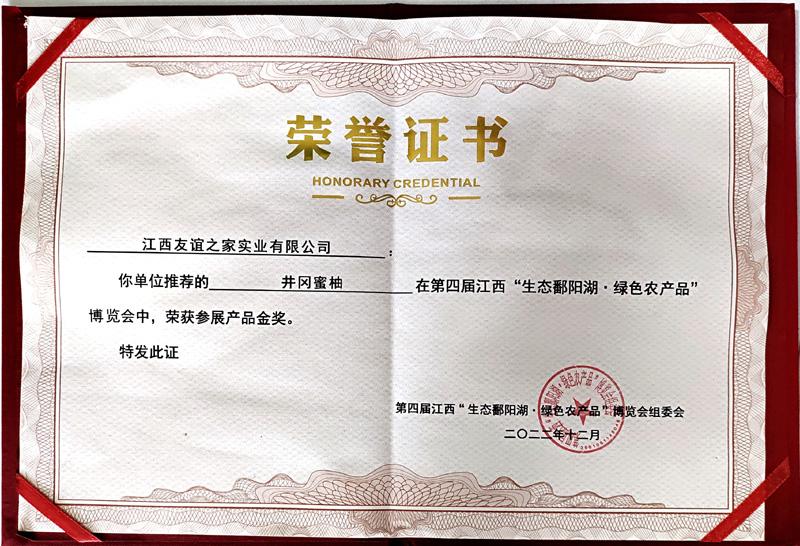 荣誉证书
HONORARY CREDENTIAL
江西友谊之家实业有限公司：
你单位推荐的 井冈蜜柚 在第四届江西“生态鄱阳湖·绿色农产品”
博览会中，荣获参展产品金奖。
特发此证
第四届江西“生态鄱阳湖·绿色农产品”博览会组委会
二〇二二年十二月